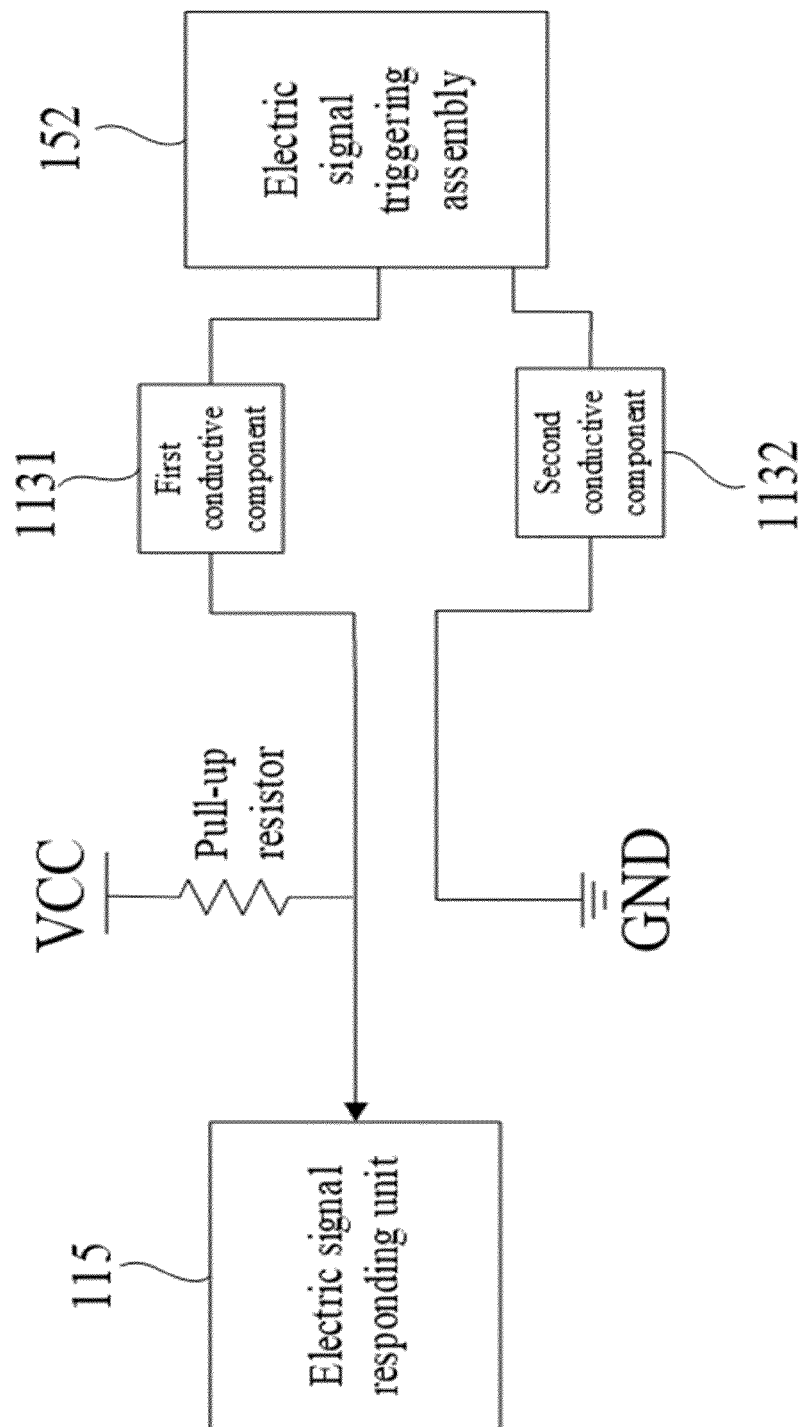 115
Electric signal
responding unit
VCC
Pull-up
resistor
GND
1131
First
conductive
component
Second
conductive
component
1132
152
Electric
signal
triggering
assembly